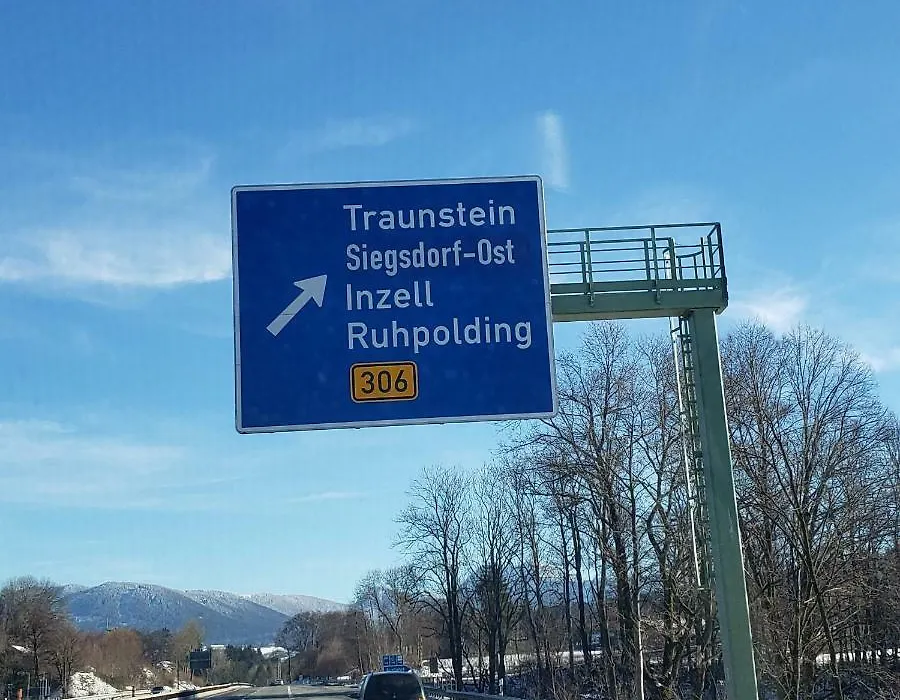 Traunstein
Siegsdorf-Ost
Inzell
Ruhpolding
306